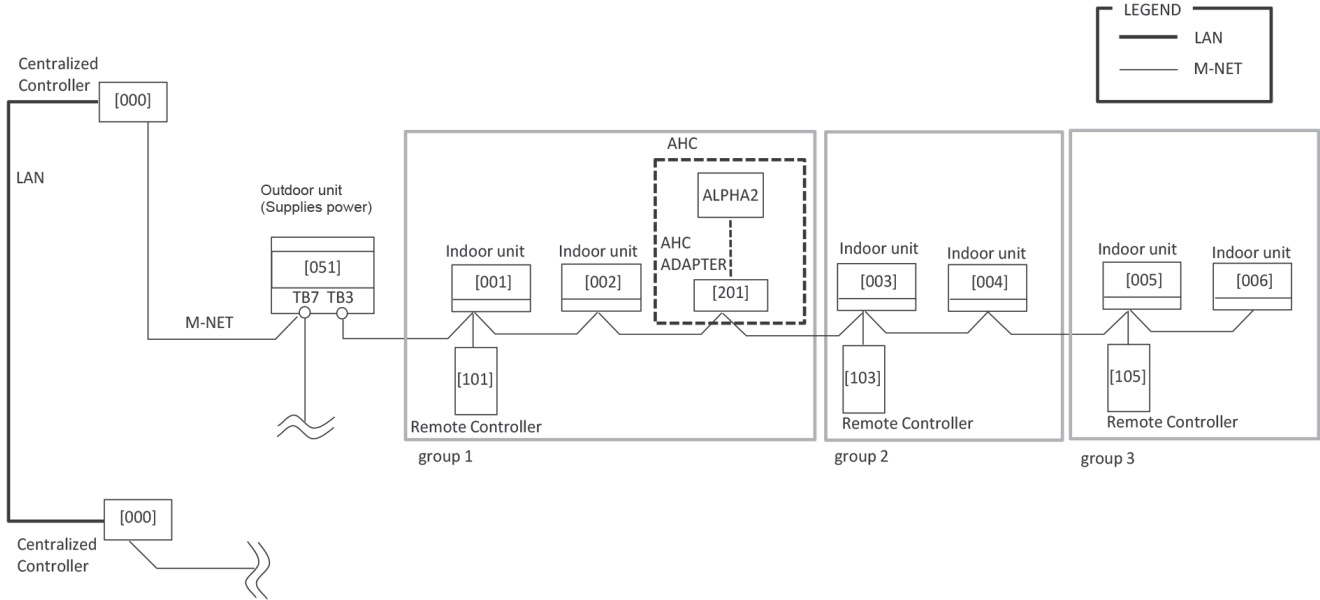 LEGEND
LAN
M-NET
Centralized
Controller
[000]
LAN
Outdoor unit
(Supplies power)
[051]
TB7 TB3
M-NET
AHC
ALPHA2
AHC
ADAPTER
[201]
Indoor unit
[001]
Indoor unit
[002]
[101]
Remote Controller
group 1
Indoor unit
[003]
Indoor unit
[004]
[103]
Remote Controller
group 2
Indoor unit
[005]
Indoor unit
[006]
[105]
Remote Controller
group 3
[000]
Centralized
Controller